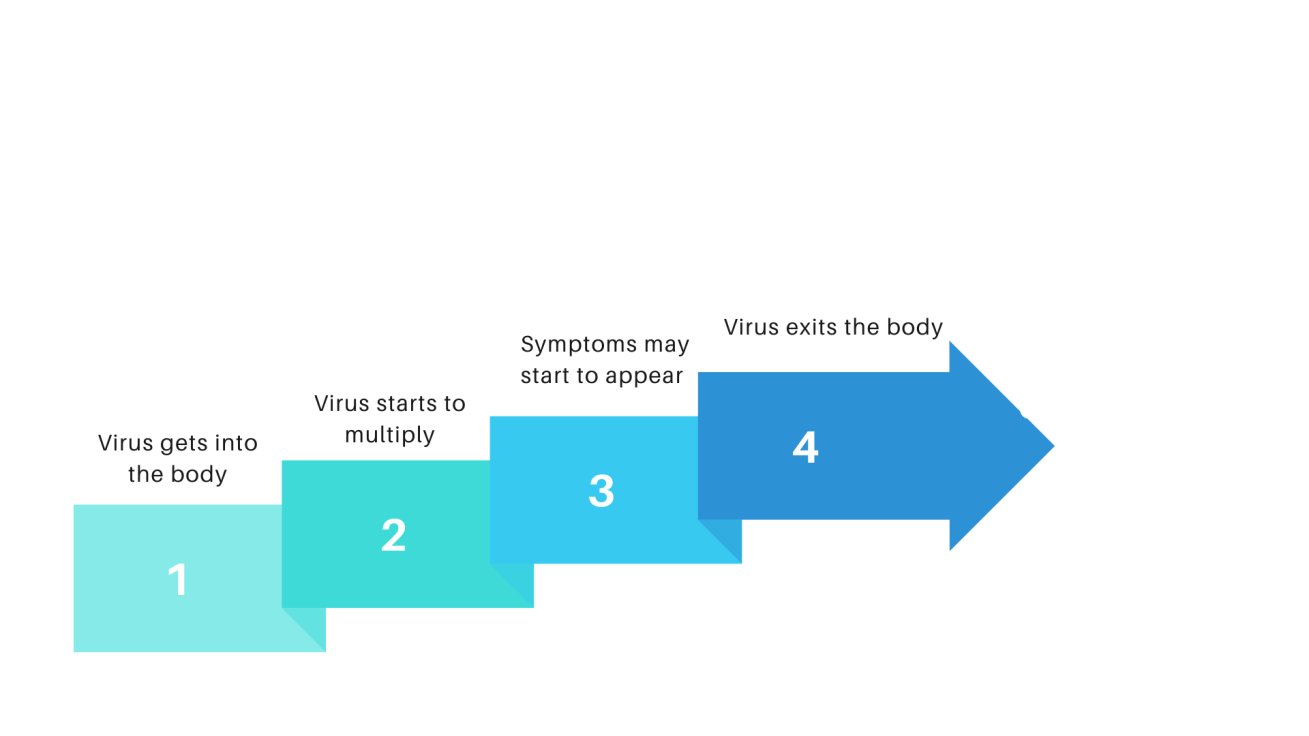 Virus gets into
the body
1
Virus starts to
multiply
2
Symptoms may
start to appear
3
Virus exits the body
4